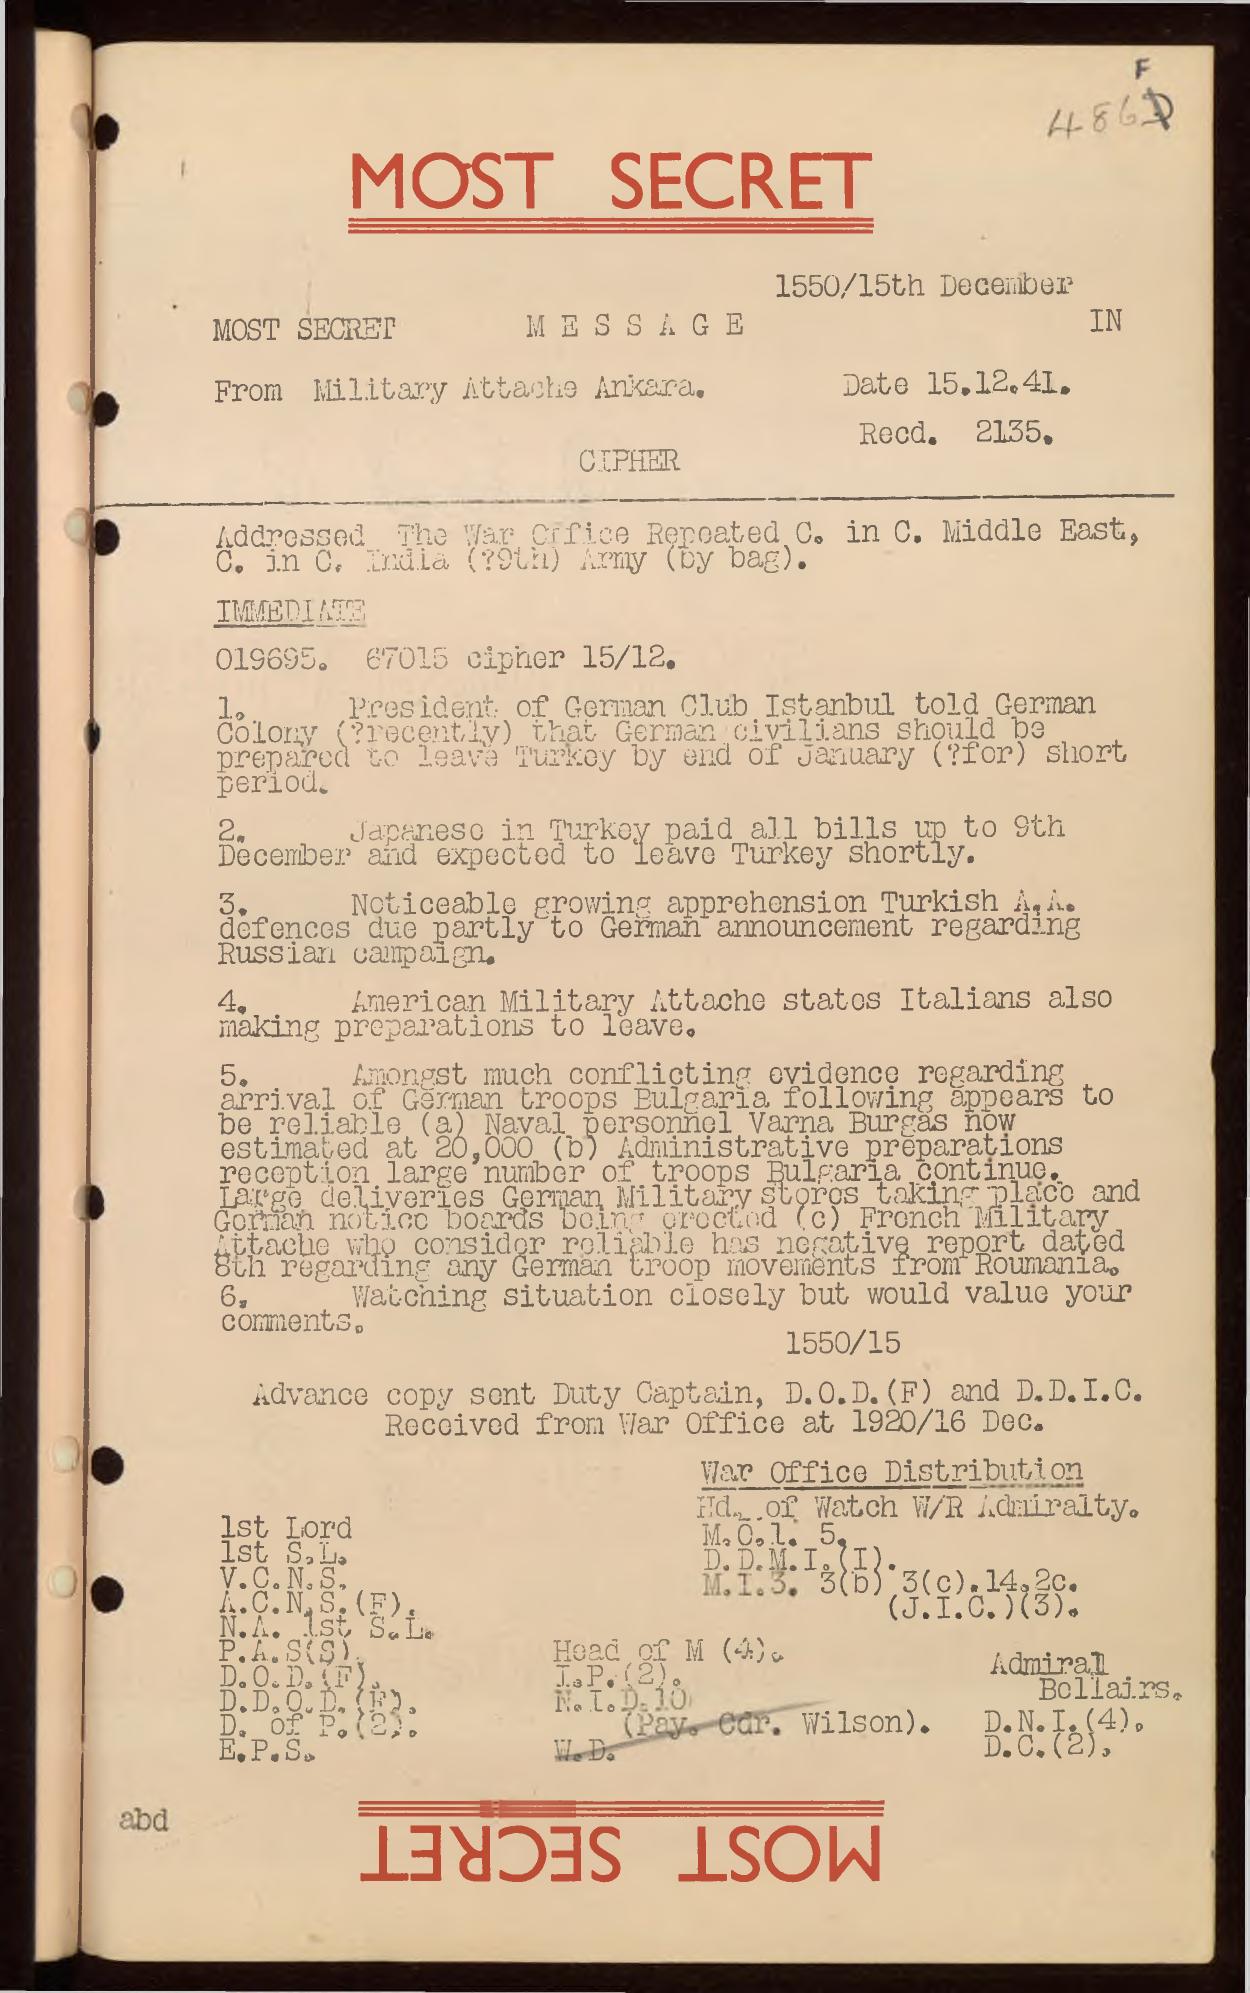 F
486D
MOST SECRET
1550/15th December
MOST SECRET MESSAGE IN
From Military Attache Ankara. Date 15.12.41.
Recd. 2135.
CIPHER
Addressed The War Office Repeated C. in C. Middle East,
C. in C. India (?9th) Army (by bag).
IMMEDIATE
019695. 67015 cipher 15/12.
1. President of German Club Istanbul told German
Colony (?recently) that German civilians should be
prepared to leave Turkey by end of January (?for) short
period.
2. Japanese in Turkey paid all bills up to 9th
December and expected to leave Turkey shortly.
3. Noticeable growing apprehension Turkish A.A.
defences due partly to German announcement regarding
Russian campaign.
4. American Military Attache states Italians also
making preparations to leave.
5. Amongst much conflicting evidence regarding
arrival of German troops Bulgaria following appears to
be reliable (a) Naval personnel Varna Burgas now
estimated at 20,000 (b) Administrative preparations
reception large number of troops Bulgaria continue.
Large deliveries German Military stores taking place and
German notice boards being erected (c) French Military
Attache who consider reliable has negative report dated
8th regarding any German troop movements from Roumania.
6. Watching situation closely but would value your
comments.
1550/15
Advance copy sent Duty Captain, D.O.D.(F) and D.D.I.C.
Received from War Office at 1920/16 Dec.
War Office Distribution
Hd. of Watch W/R Admiralty.
M.O.1. 5.
D.D.M.I.(I).
M.I.3. 3(b) 3(c).14.2c.
(J.I.C.)(3).
1st Lord
1st S.L.
V.C.N.S.
A.C.N.S.(F).
N.A. 1st S.L.
P.A.S(S).
D.O.D.(F).
D.D.O.D.(F).
D. of P.(2).
E.P.S.
Head of M (4).
I.P.(2).
N.I.D.10
(Pay. Cdr. Wilson).
W.D.
Admiral
Bellairs.
D.N.I.(4).
D.C.(2).
abd
MOST SECRET